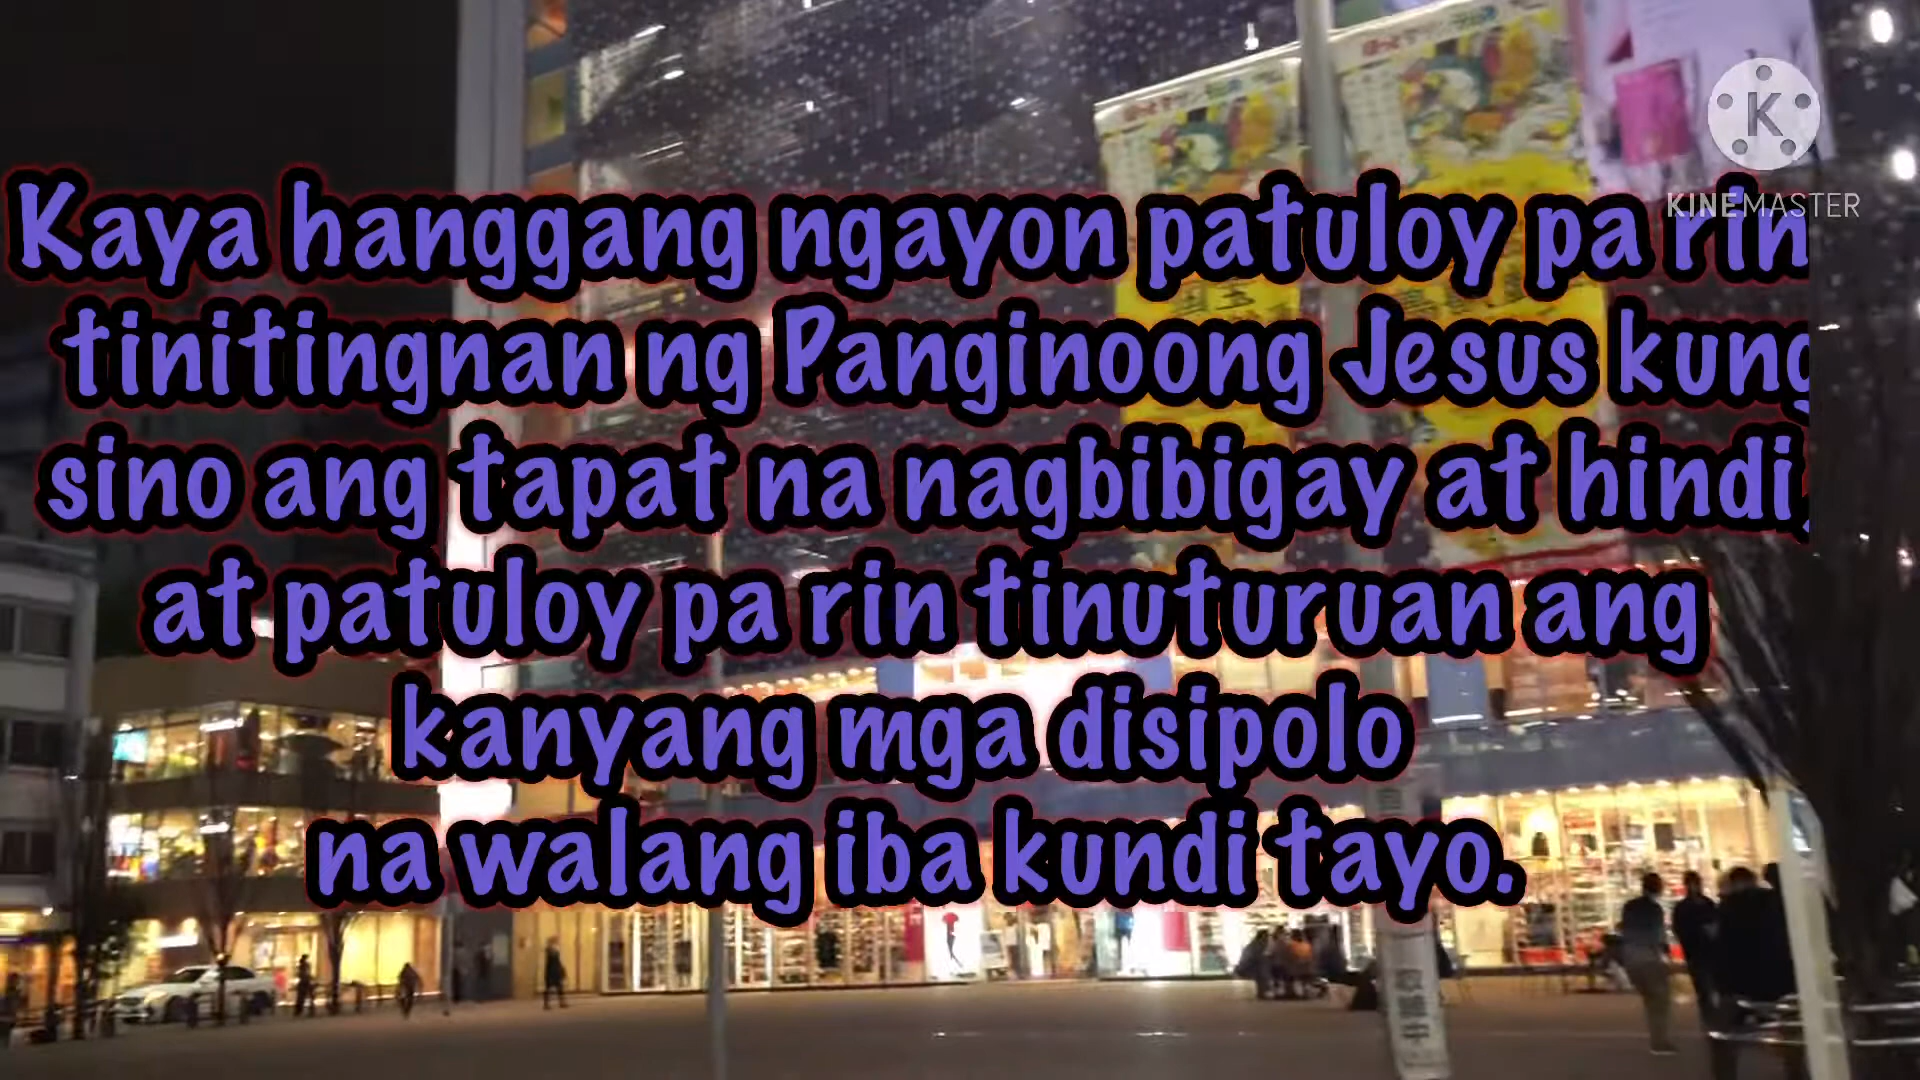 KINEMASTER
Kaya hanggang ngayon patuloy pa rin
tinitingnan ng Panginoong Jesus kung
sino ang tapat na nagbibigay at hindi,
at patuloy pa rin tinuturuan ang
kanyang mga disipolo
na walang iba kundi tayo.